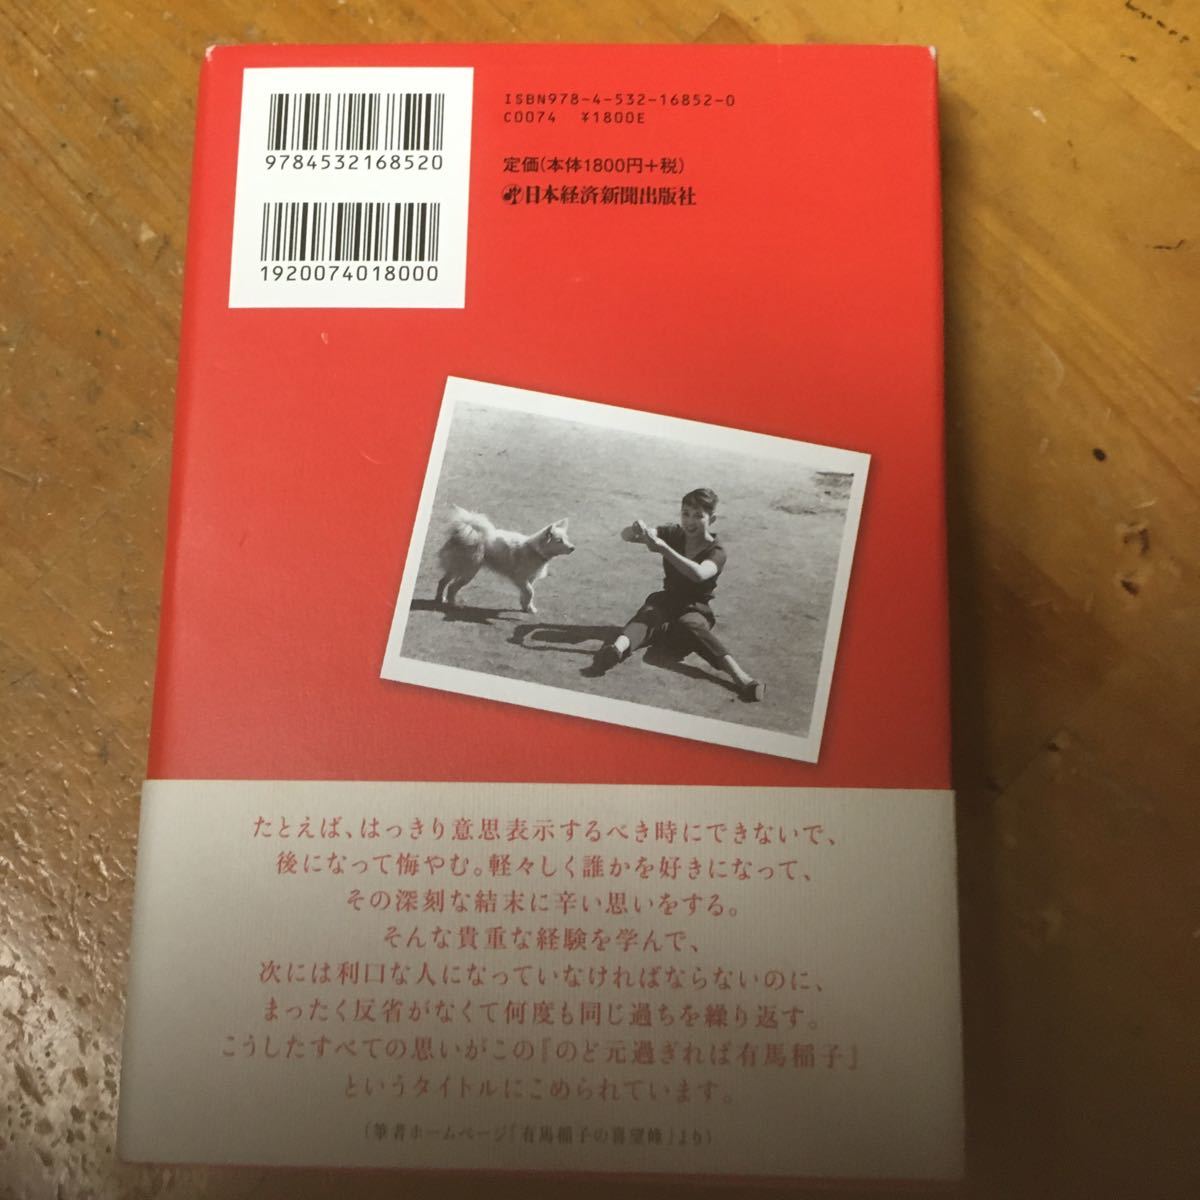 9784532168520
1920074018000
ISBN978-4-532-16852-0
C0074 ¥1800E
定価(本体1800円+税)
日本経済新聞出版社
たとえば、はっきり意思表示するべき時にできないで、
後になって悔やむ。軽々しく誰かを好きになって、
その深刻な結末に辛い思いをする。
そんな貴重な経験を学んで、
次には利口な人になっていなければならないのに、
まったく反省がなくて何度も同じ過ちを繰り返す。
こうしたすべての思いがこの『のど元過ぎれば有馬稲子』
というタイトルにこめられています。
(筆者ホームページ「有馬稲子の喜望峰」より)